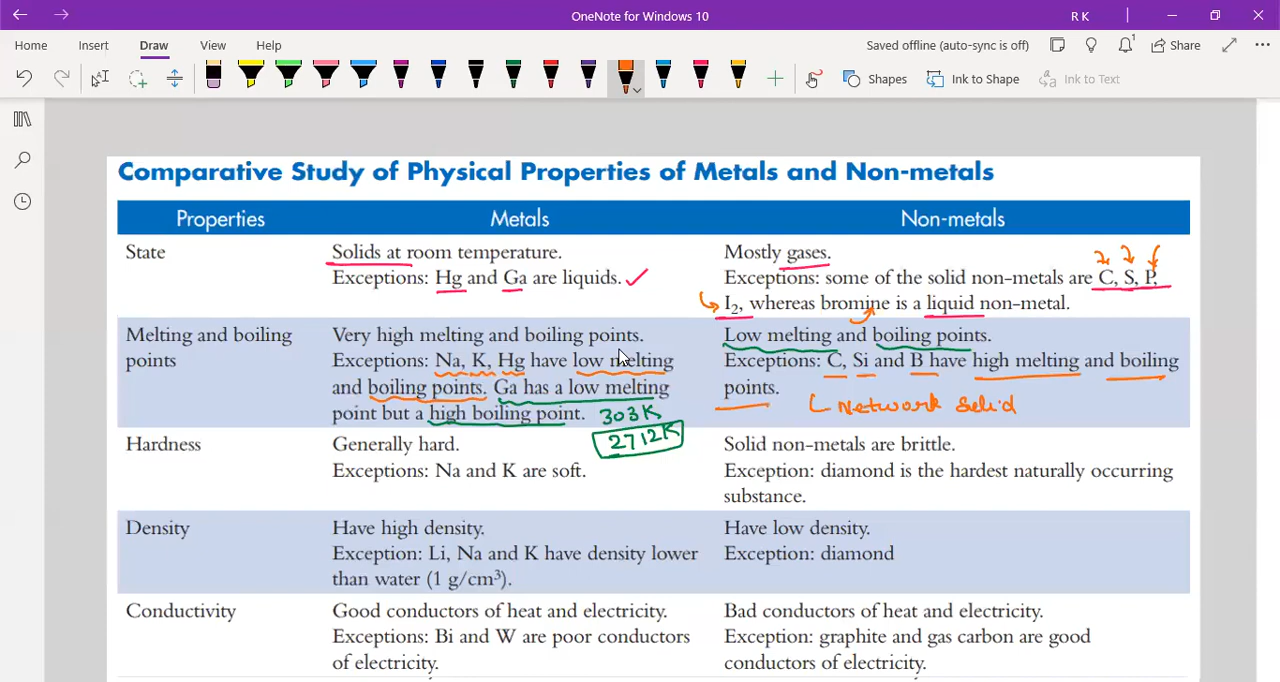 OneNote for Windows 10
R K
Home Insert Draw View Help
Saved offline (auto-sync is off)
1
Share
Shapes
Ink to Shape
Ink to Text
Comparative Study of Physical Properties of Metals and Non-metals
Properties Metals Non-metals
State
Solids at room temperature.
Exceptions: Hg and Ga are liquids.
Mostly gases.
Exceptions: some of the solid non-metals are C, S, P,
I₂, whereas bromine is a liquid non-metal.
Melting and boiling
points
Very high melting and boiling points.
Exceptions: Na, K, Hg have low melting
and boiling points. Ga has a low melting
point but a high boiling point.
303K
2712K
Low melting and boiling points.
Exceptions: C, Si and B have high melting and boiling
points.
Network Solid
Hardness
Generally hard.
Exceptions: Na and K are soft.
Solid non-metals are brittle.
Exception: diamond is the hardest naturally occurring
substance.
Density
Have high density.
Exception: Li, Na and K have density lower
than water (1 g/cm³).
Have low density.
Exception: diamond
Conductivity
Good conductors of heat and electricity.
Exceptions: Bi and W are poor conductors
of electricity.
Bad conductors of heat and electricity.
Exception: graphite and gas carbon are good
conductors of electricity.